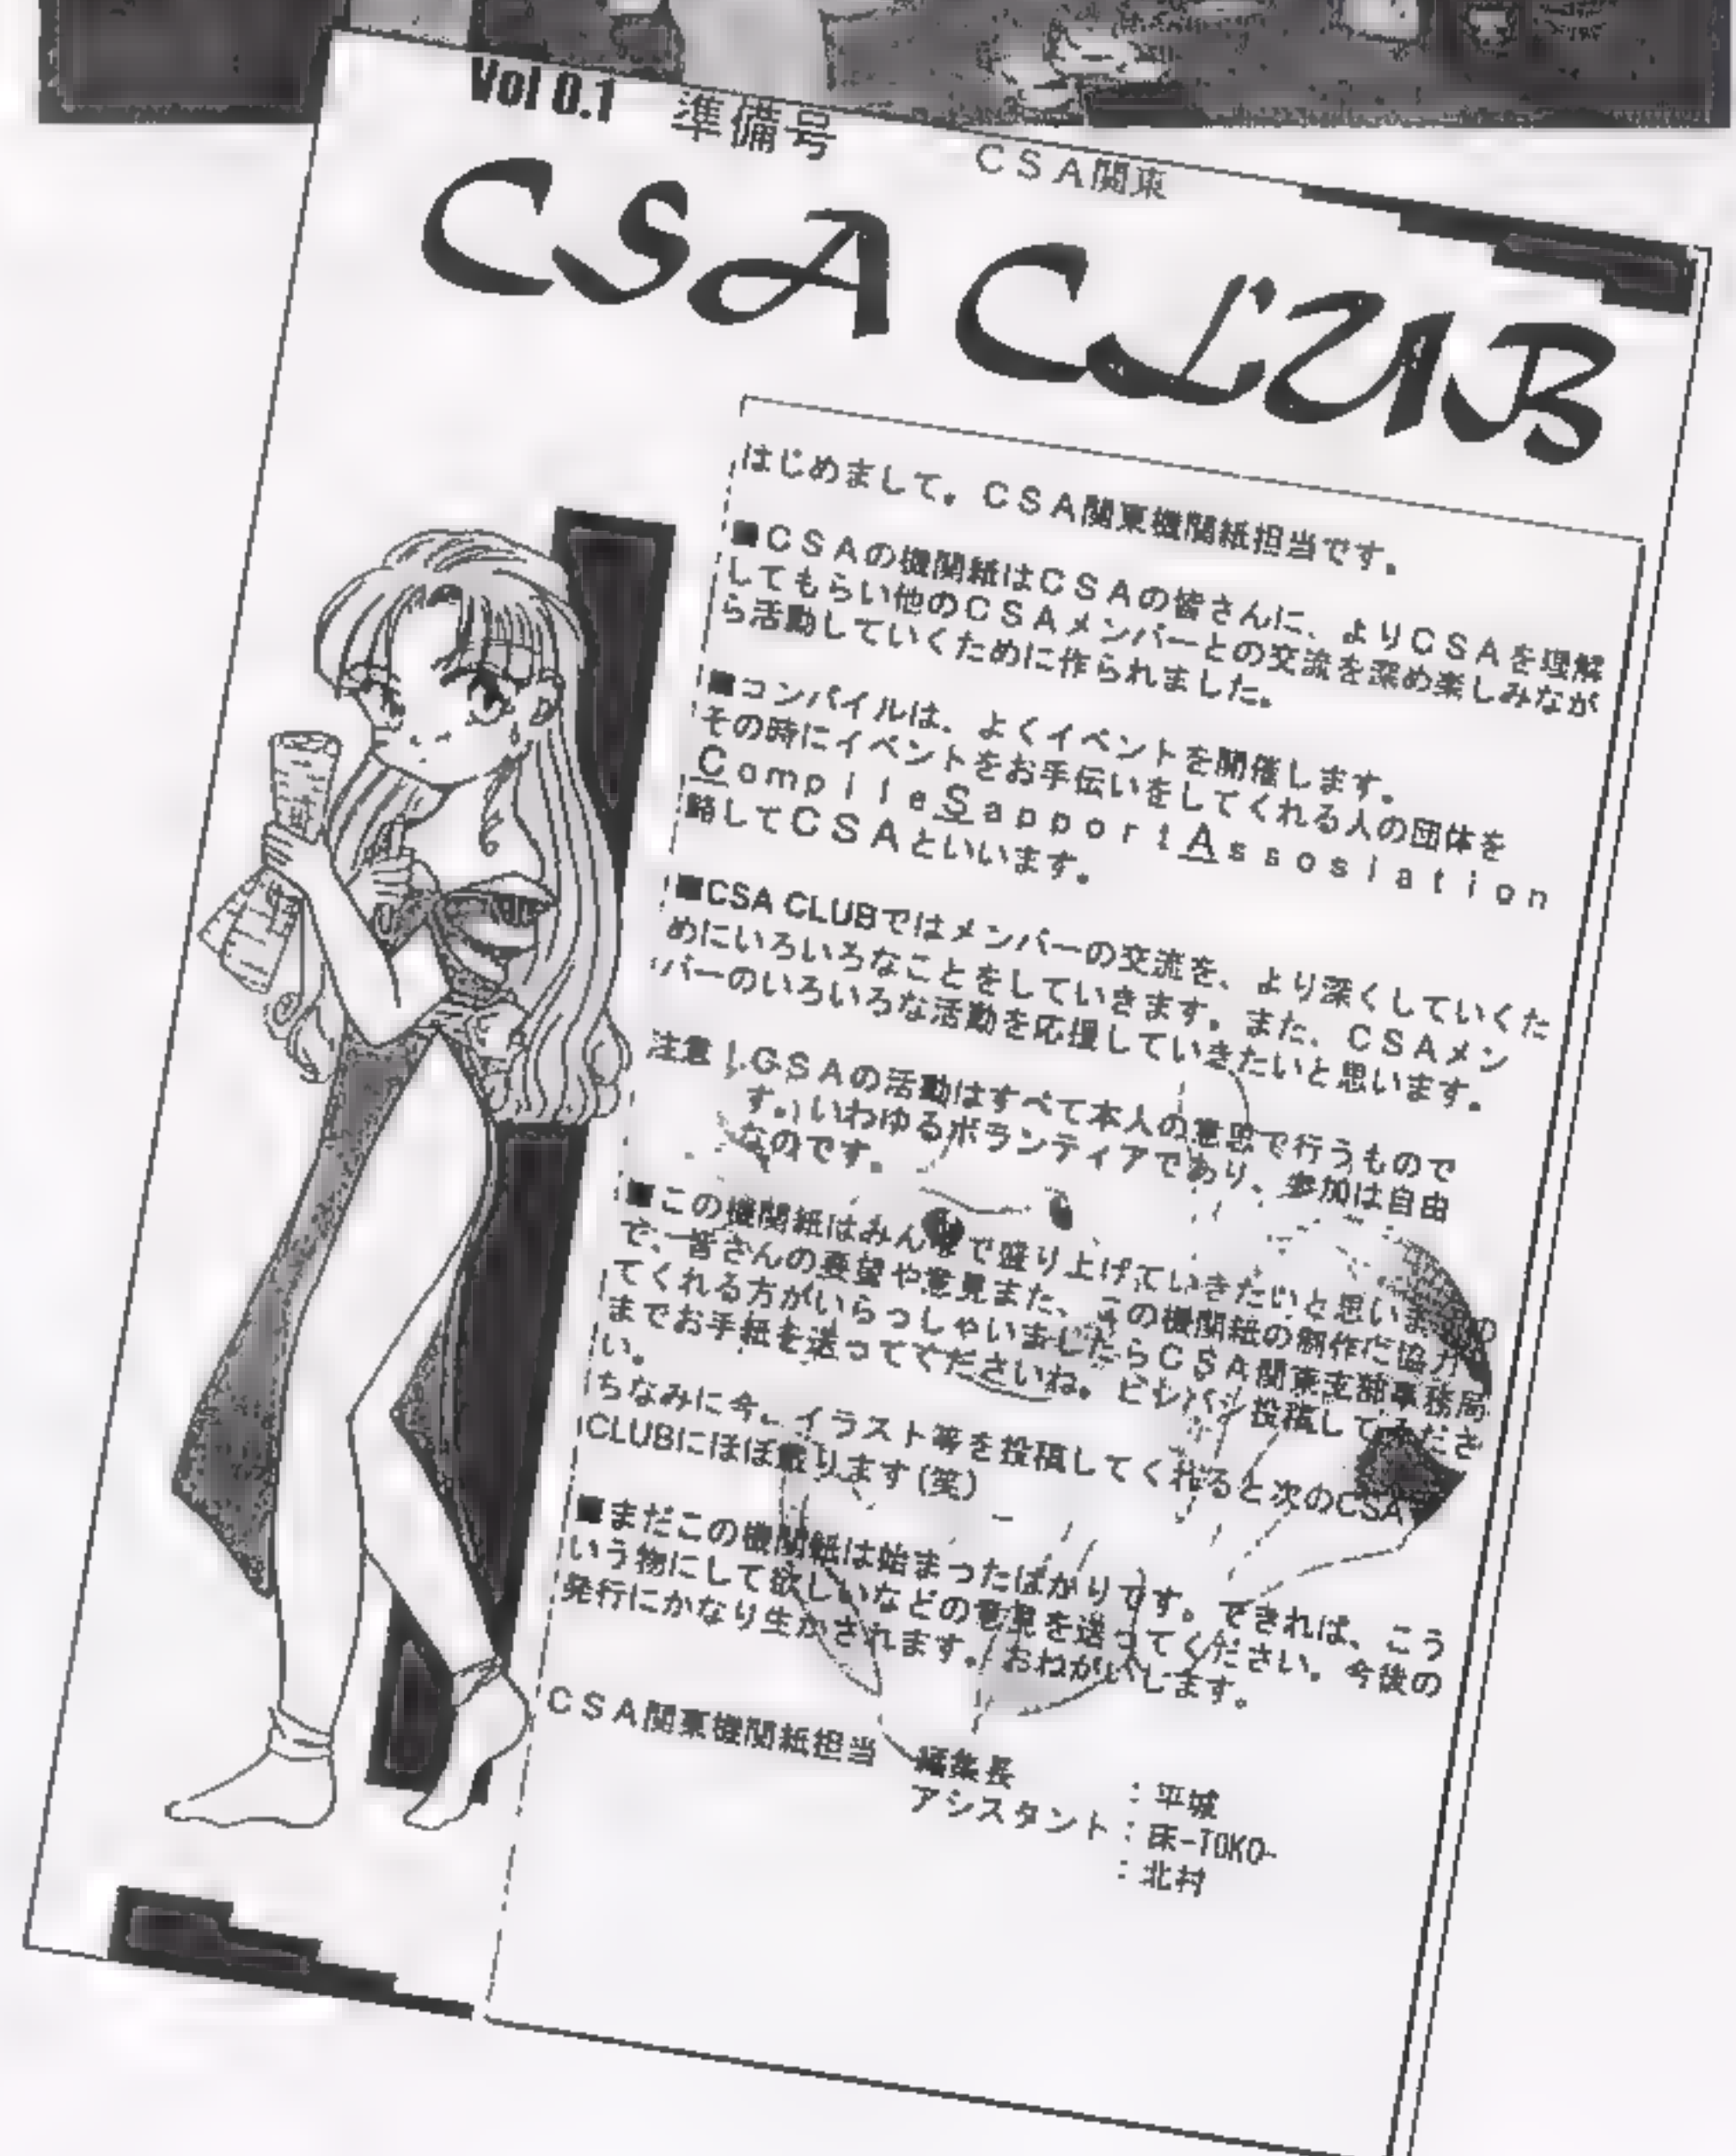 Vol 0.1 準備号 CSA関東
CSA CLUB
はじめまして。CSA関東機関紙担当です。
■CSAの機関紙はCSAの皆さんに、よりCSAを理解
してもらい他のCSAメンバーとの交流を深め楽しみなが
ら活動していくために作られました。
■コンパイルは、よくイベントを開催します。
その時にイベントをお手伝いをしてくれる人の団体を
Compile Sapport Assosiation
略してCSAといいます。
■CSA CLUBではメンバーの交流を、より深くしていくた
めにいろいろなことをしていきます。また、CSAメン
バーのいろいろな活動を応援していきたいと思います。
注意!CSAの活動はすべて本人の意思で行うもので
す。いわゆるボランティアであり、参加は自由
なのです。
■この機関紙はみんなで盛り上げていきたいと思いますの
で、皆さんの要望や意見また、この機関紙の制作に協力し
てくれる方がいらっしゃいましたらCSA関東支部事務局
までお手紙を送ってくださいね。ビシバシ投稿してくださ
い。
ちなみに今、イラスト等を投稿してくれると次のCSA
CLUBにほぼ載ります(笑)
■まだこの機関紙は始まったばかりです。できれば、こう
いう物にして欲しいなどの意見を送ってください。今後の
発行にかなり生かされます。おねがいします。
CSA関東機関紙担当 編集長 :平城
アシスタント:床-TOKO-
:北村